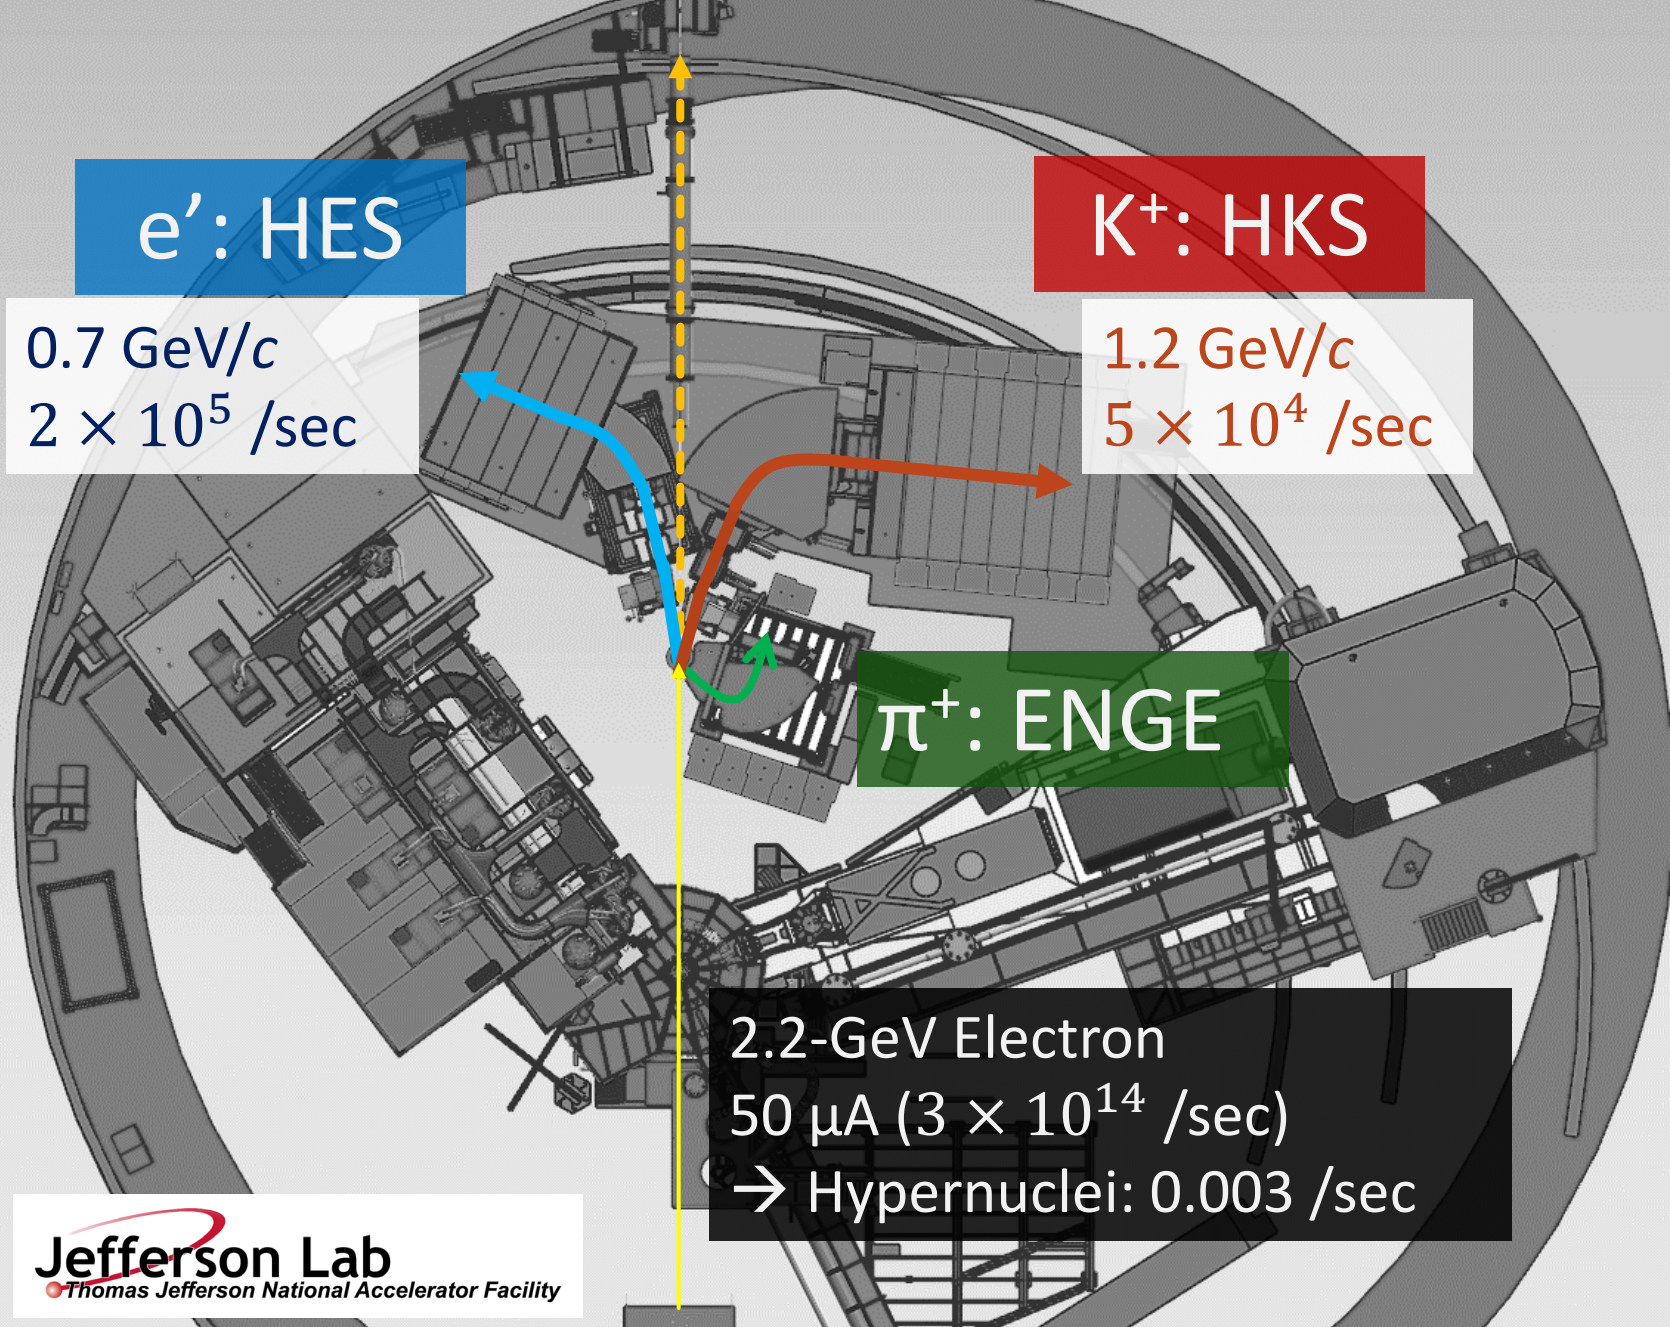 e’: HES
0.7 GeV/c
2 × 10⁵ /sec
K⁺: HKS
1.2 GeV/c
5 × 10⁴ /sec
π⁺: ENGE
2.2-GeV Electron
50 µA (3 × 10¹⁴ /sec)
→ Hypernuclei: 0.003 /sec
Jefferson Lab
Thomas Jefferson National Accelerator Facility